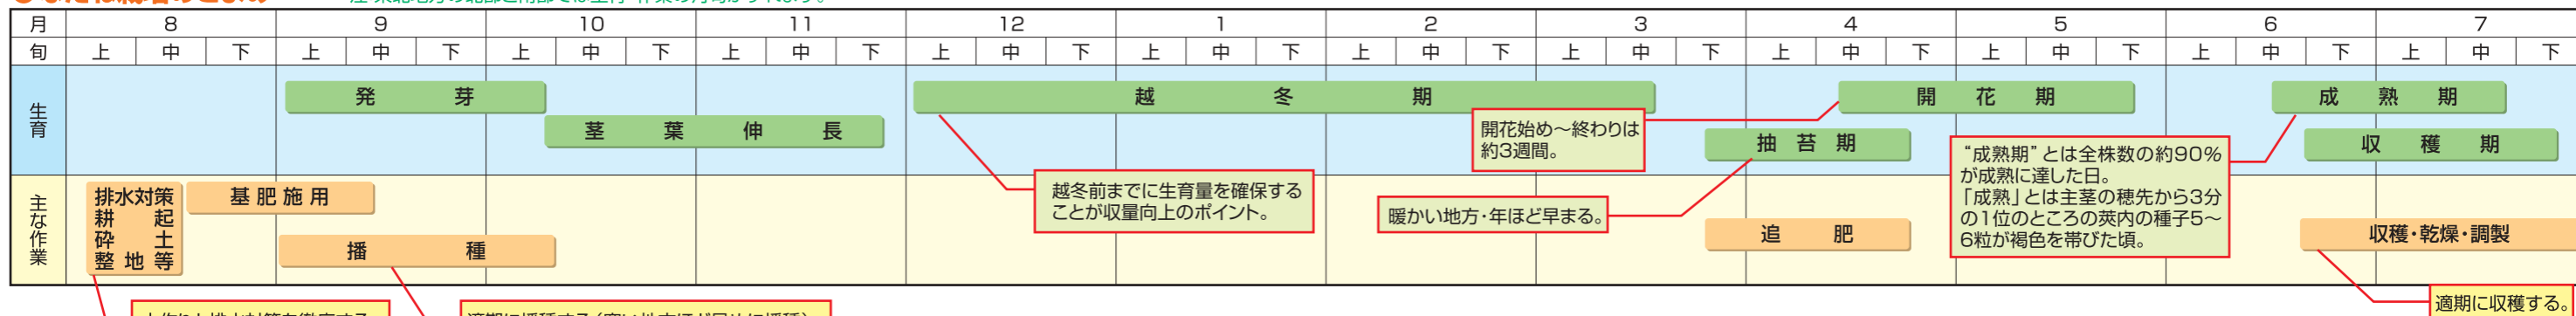 月 8 9 10 11 12 1 2 3 4 5 6 7
旬 上 中 下 上 中 下 上 中 下 上 中 下 上 中 下 上 中 下 上 中 下 上 中 下 上 中 下 上 中 下 上 中 下 上 中 下
生育
発芽
茎葉伸長
越冬期
抽苔期
開花期
成熟期
収穫期
開花始め〜終わりは
約3週間。
越冬前までに生育量を確保する
ことが収量向上のポイント。
暖かい地方・年ほど早まる。
“成熟期”とは全株数の約90%
が成熟に達した日。
「成熟」とは主茎の穂先から3分
の1位のところの莢内の種子5〜
6粒が褐色を帯びた頃。
主な作業
排水対策
耕起
砕土
整地等
基肥施用
播種
追肥
収穫・乾燥・調製
適期に収穫する。